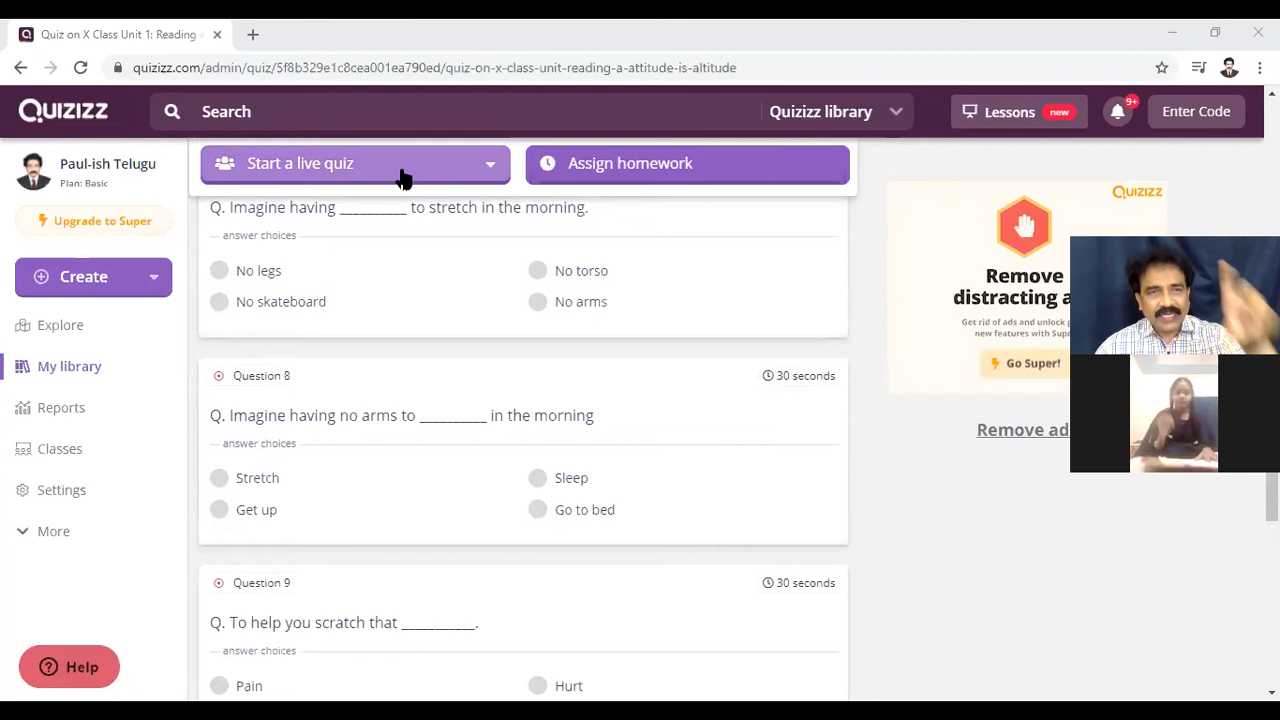 Quiz on X Class Unit 1: Reading
quizizz.com/admin/quiz/5f8b329e1c8cea001ea790ed/quiz-on-x-class-unit-reading-a-attitude-is-altitude
QUIZIZZ
Search
Quizizz library
Lessons new
9+
Enter Code
Paul-ish Telugu
Plan: Basic
Upgrade to Super
Create
Explore
My library
Reports
Classes
Settings
More
Help
Start a live quiz
Assign homework
Q. Imagine having __________ to stretch in the morning.
answer choices
No legs
No torso
No skateboard
No arms
Question 8
30 seconds
Q. Imagine having no arms to __________ in the morning
answer choices
Stretch
Sleep
Get up
Go to bed
Question 9
30 seconds
Q. To help you scratch that ___________.
answer choices
Pain
Hurt
QUIZIZZ
Remove
distracting a
Get rid of ads and unlock
new features with Sup
Go Super!
Remove ad